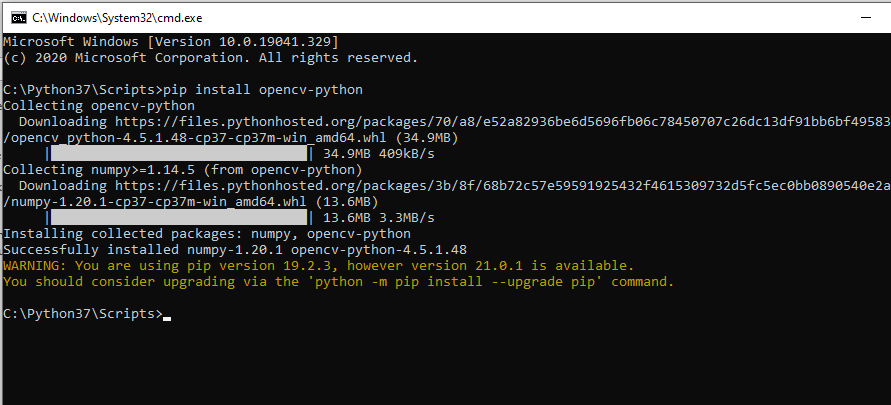 C:\Windows\System32\cmd.exe
Microsoft Windows [Version 10.0.19041.329]
(c) 2020 Microsoft Corporation. All rights reserved.
C:\Python37\Scripts>pip install opencv-python
Collecting opencv-python
Downloading https://files.pythonhosted.org/packages/70/a8/e52a82936be6d5696fb06c78450707c26dc13df91bb6bf49583
/opencv_python-4.5.1.48-cp37-cp37m-win_amd64.whl (34.9MB)
|████████████████████████████████| 34.9MB 409kB/s
Collecting numpy>=1.14.5 (from opencv-python)
Downloading https://files.pythonhosted.org/packages/3b/8f/68b72c57e59591925432f4615309732d5fc5ec0bb0890540e2a
/numpy-1.20.1-cp37-cp37m-win_amd64.whl (13.6MB)
|████████████████████████████████| 13.6MB 3.3MB/s
Installing collected packages: numpy, opencv-python
Successfully installed numpy-1.20.1 opencv-python-4.5.1.48
WARNING: You are using pip version 19.2.3, however version 21.0.1 is available.
You should consider upgrading via the 'python -m pip install --upgrade pip' command.
C:\Python37\Scripts>